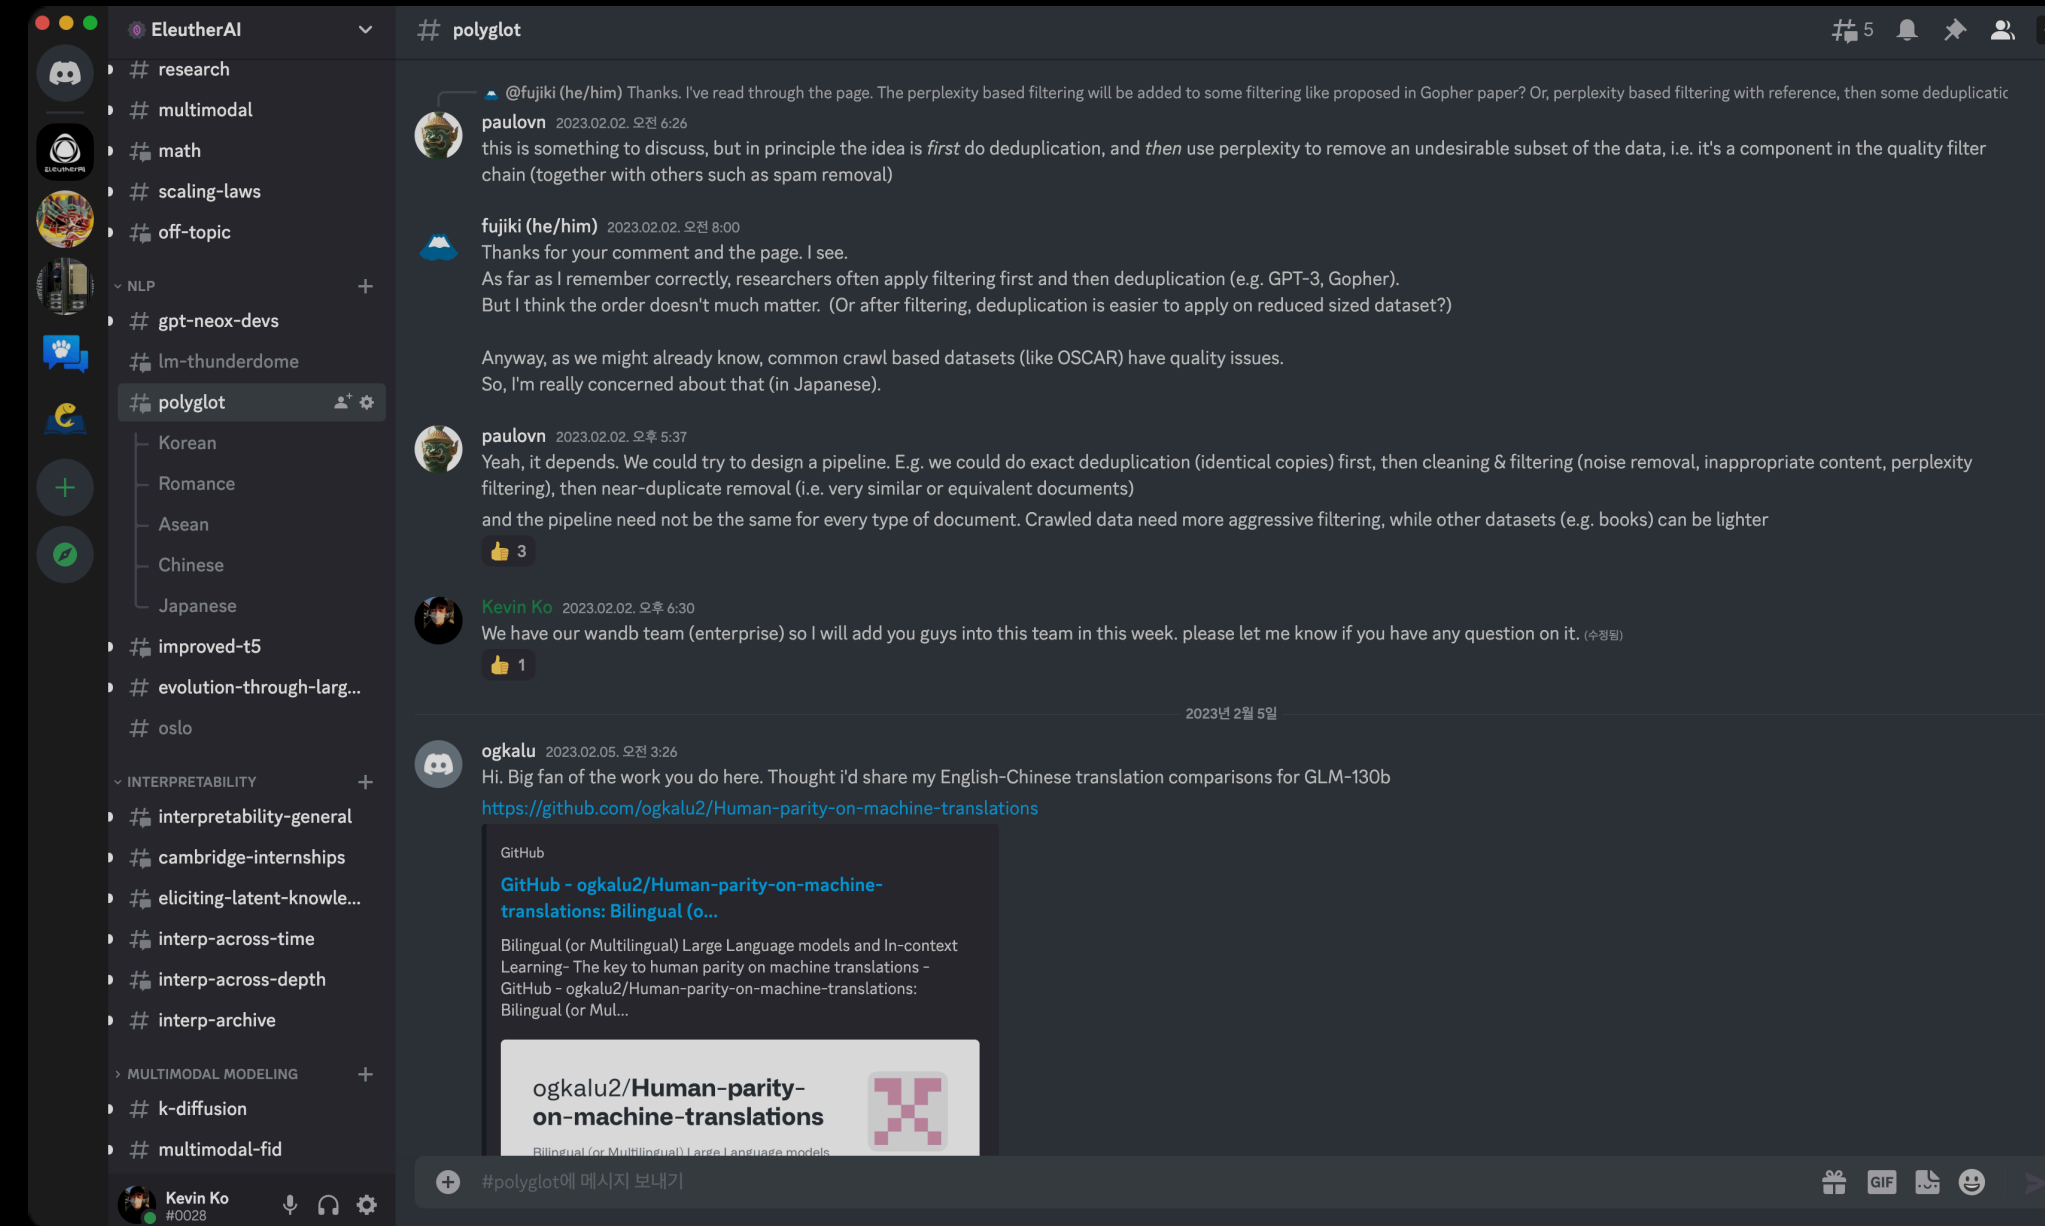 EleutherAI
research
multimodal
math
scaling-laws
off-topic
NLP
gpt-neox-devs
lm-thunderdome
polyglot
Korean
Romance
Asean
Chinese
Japanese
improved-t5
evolution-through-larg...
oslo
INTERPRETABILITY
interpretability-general
cambridge-internships
eliciting-latent-knowle...
interp-across-time
interp-across-depth
interp-archive
MULTIMODAL MODELING
k-diffusion
multimodal-fid
Kevin Ko
#0028
polyglot
5
@fujiki (he/him) Thanks. I've read through the page. The perplexity based filtering will be added to some filtering like proposed in Gopher paper? Or, perplexity based filtering with reference, then some deduplicatic
paulovn 2023.02.02. 오전 6:26
this is something to discuss, but in principle the idea is first do deduplication, and then use perplexity to remove an undesirable subset of the data, i.e. it's a component in the quality filter
chain (together with others such as spam removal)
fujiki (he/him) 2023.02.02. 오전 8:00
Thanks for your comment and the page. I see.
As far as I remember correctly, researchers often apply filtering first and then deduplication (e.g. GPT-3, Gopher).
But I think the order doesn't much matter. (Or after filtering, deduplication is easier to apply on reduced sized dataset?)
Anyway, as we might already know, common crawl based datasets (like OSCAR) have quality issues.
So, I'm really concerned about that (in Japanese).
paulovn 2023.02.02. 오후 5:37
Yeah, it depends. We could try to design a pipeline. E.g. we could do exact deduplication (identical copies) first, then cleaning & filtering (noise removal, inappropriate content, perplexity
filtering), then near-duplicate removal (i.e. very similar or equivalent documents)
and the pipeline need not be the same for every type of document. Crawled data need more aggressive filtering, while other datasets (e.g. books) can be lighter
3
Kevin Ko 2023.02.02. 오후 6:30
We have our wandb team (enterprise) so I will add you guys into this team in this week. please let me know if you have any question on it. (수정됨)
1
2023년 2월 5일
ogkalu 2023.02.05. 오전 3:26
Hi. Big fan of the work you do here. Thought i'd share my English-Chinese translation comparisons for GLM-130b
https://github.com/ogkalu2/Human-parity-on-machine-translations
GitHub
GitHub - ogkalu2/Human-parity-on-machine-
translations: Bilingual (o...
Bilingual (or Multilingual) Large Language models and In-context
Learning- The key to human parity on machine translations -
GitHub - ogkalu2/Human-parity-on-machine-translations:
Bilingual (or Mul...
ogkalu2/Human-parity-
on-machine-translations
Bilingual (or Multilingual) Large Language models
#polyglot에 메시지 보내기
GIF